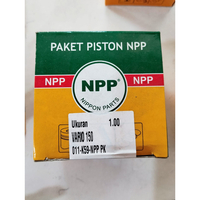 PAKET PISTON NPP
NPP NPP® NPP
NIPPON PARTS
Ukuran 1.00
VARIO 150
011-K59-NPP PK